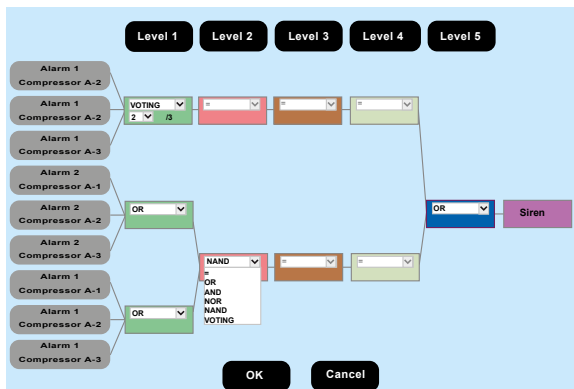 Level 1 Level 2 Level 3 Level 4 Level 5
Alarm 1
Compressor A-2
Alarm 1
Compressor A-2
Alarm 1
Compressor A-3
VOTING = = =
2 /3
Alarm 2
Compressor A-1
Alarm 2
Compressor A-2
Alarm 2
Compressor A-3
OR
OR Siren
Alarm 1
Compressor A-1
Alarm 1
Compressor A-2
Alarm 1
Compressor A-3
OR
NAND = =
=
OR
AND
NOR
NAND
VOTING
OK Cancel